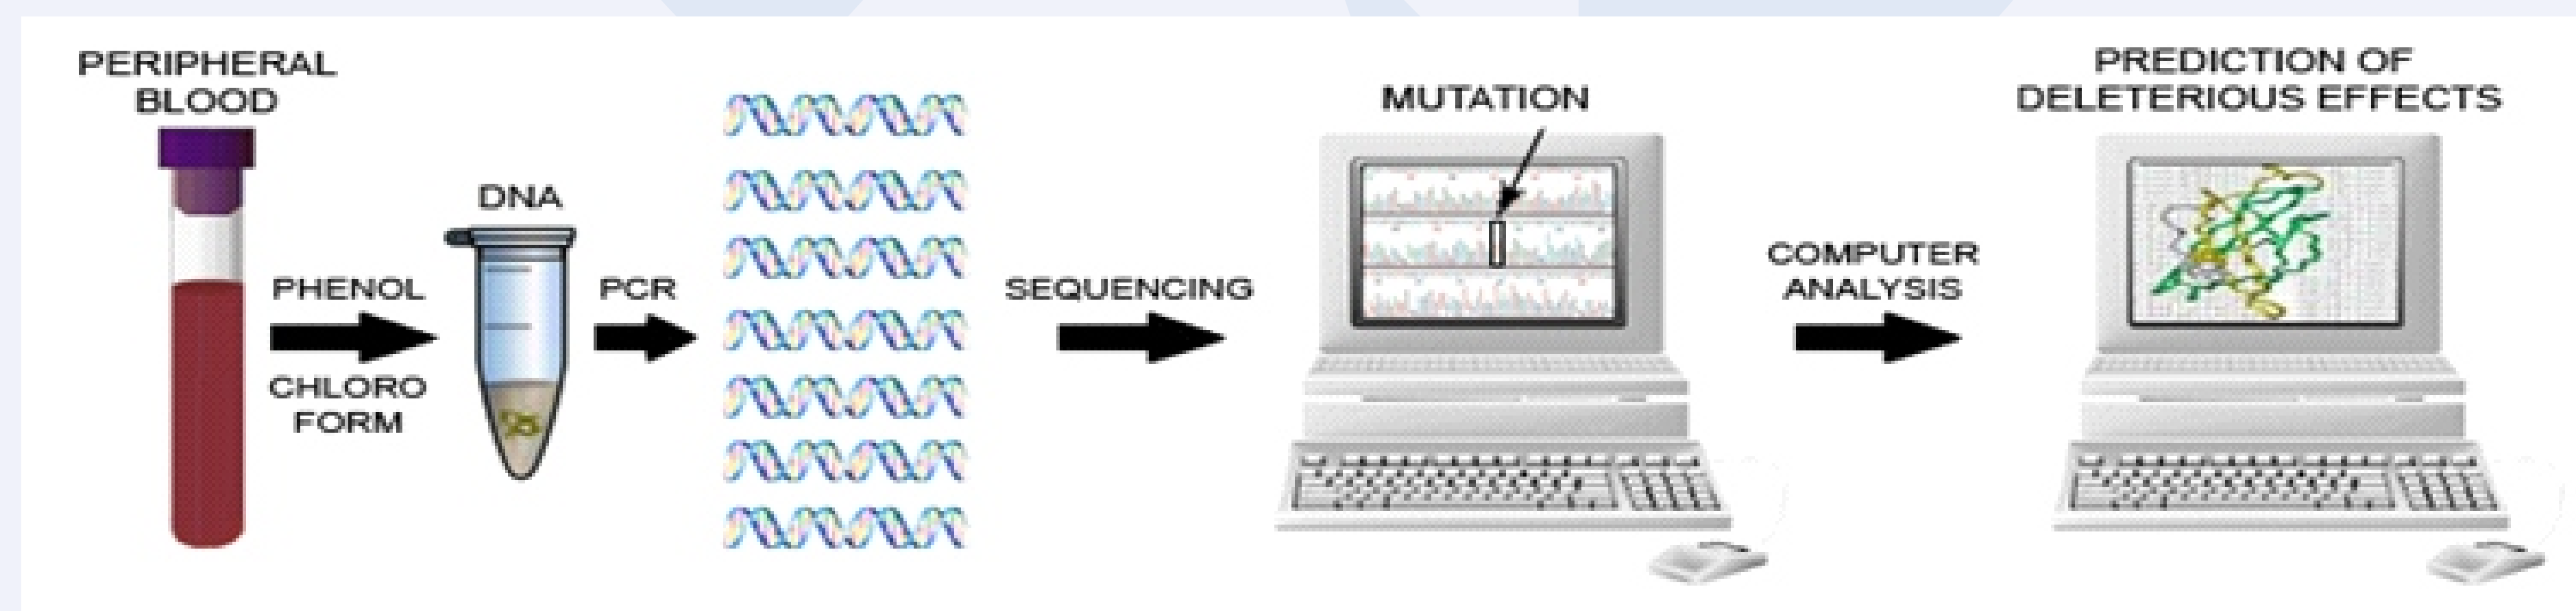 PERIPHERAL
BLOOD
PHENOL
CHLORO
FORM
DNA
PCR
SEQUENCING
MUTATION
COMPUTER
ANALYSIS
PREDICTION OF
DELETERIOUS EFFECTS